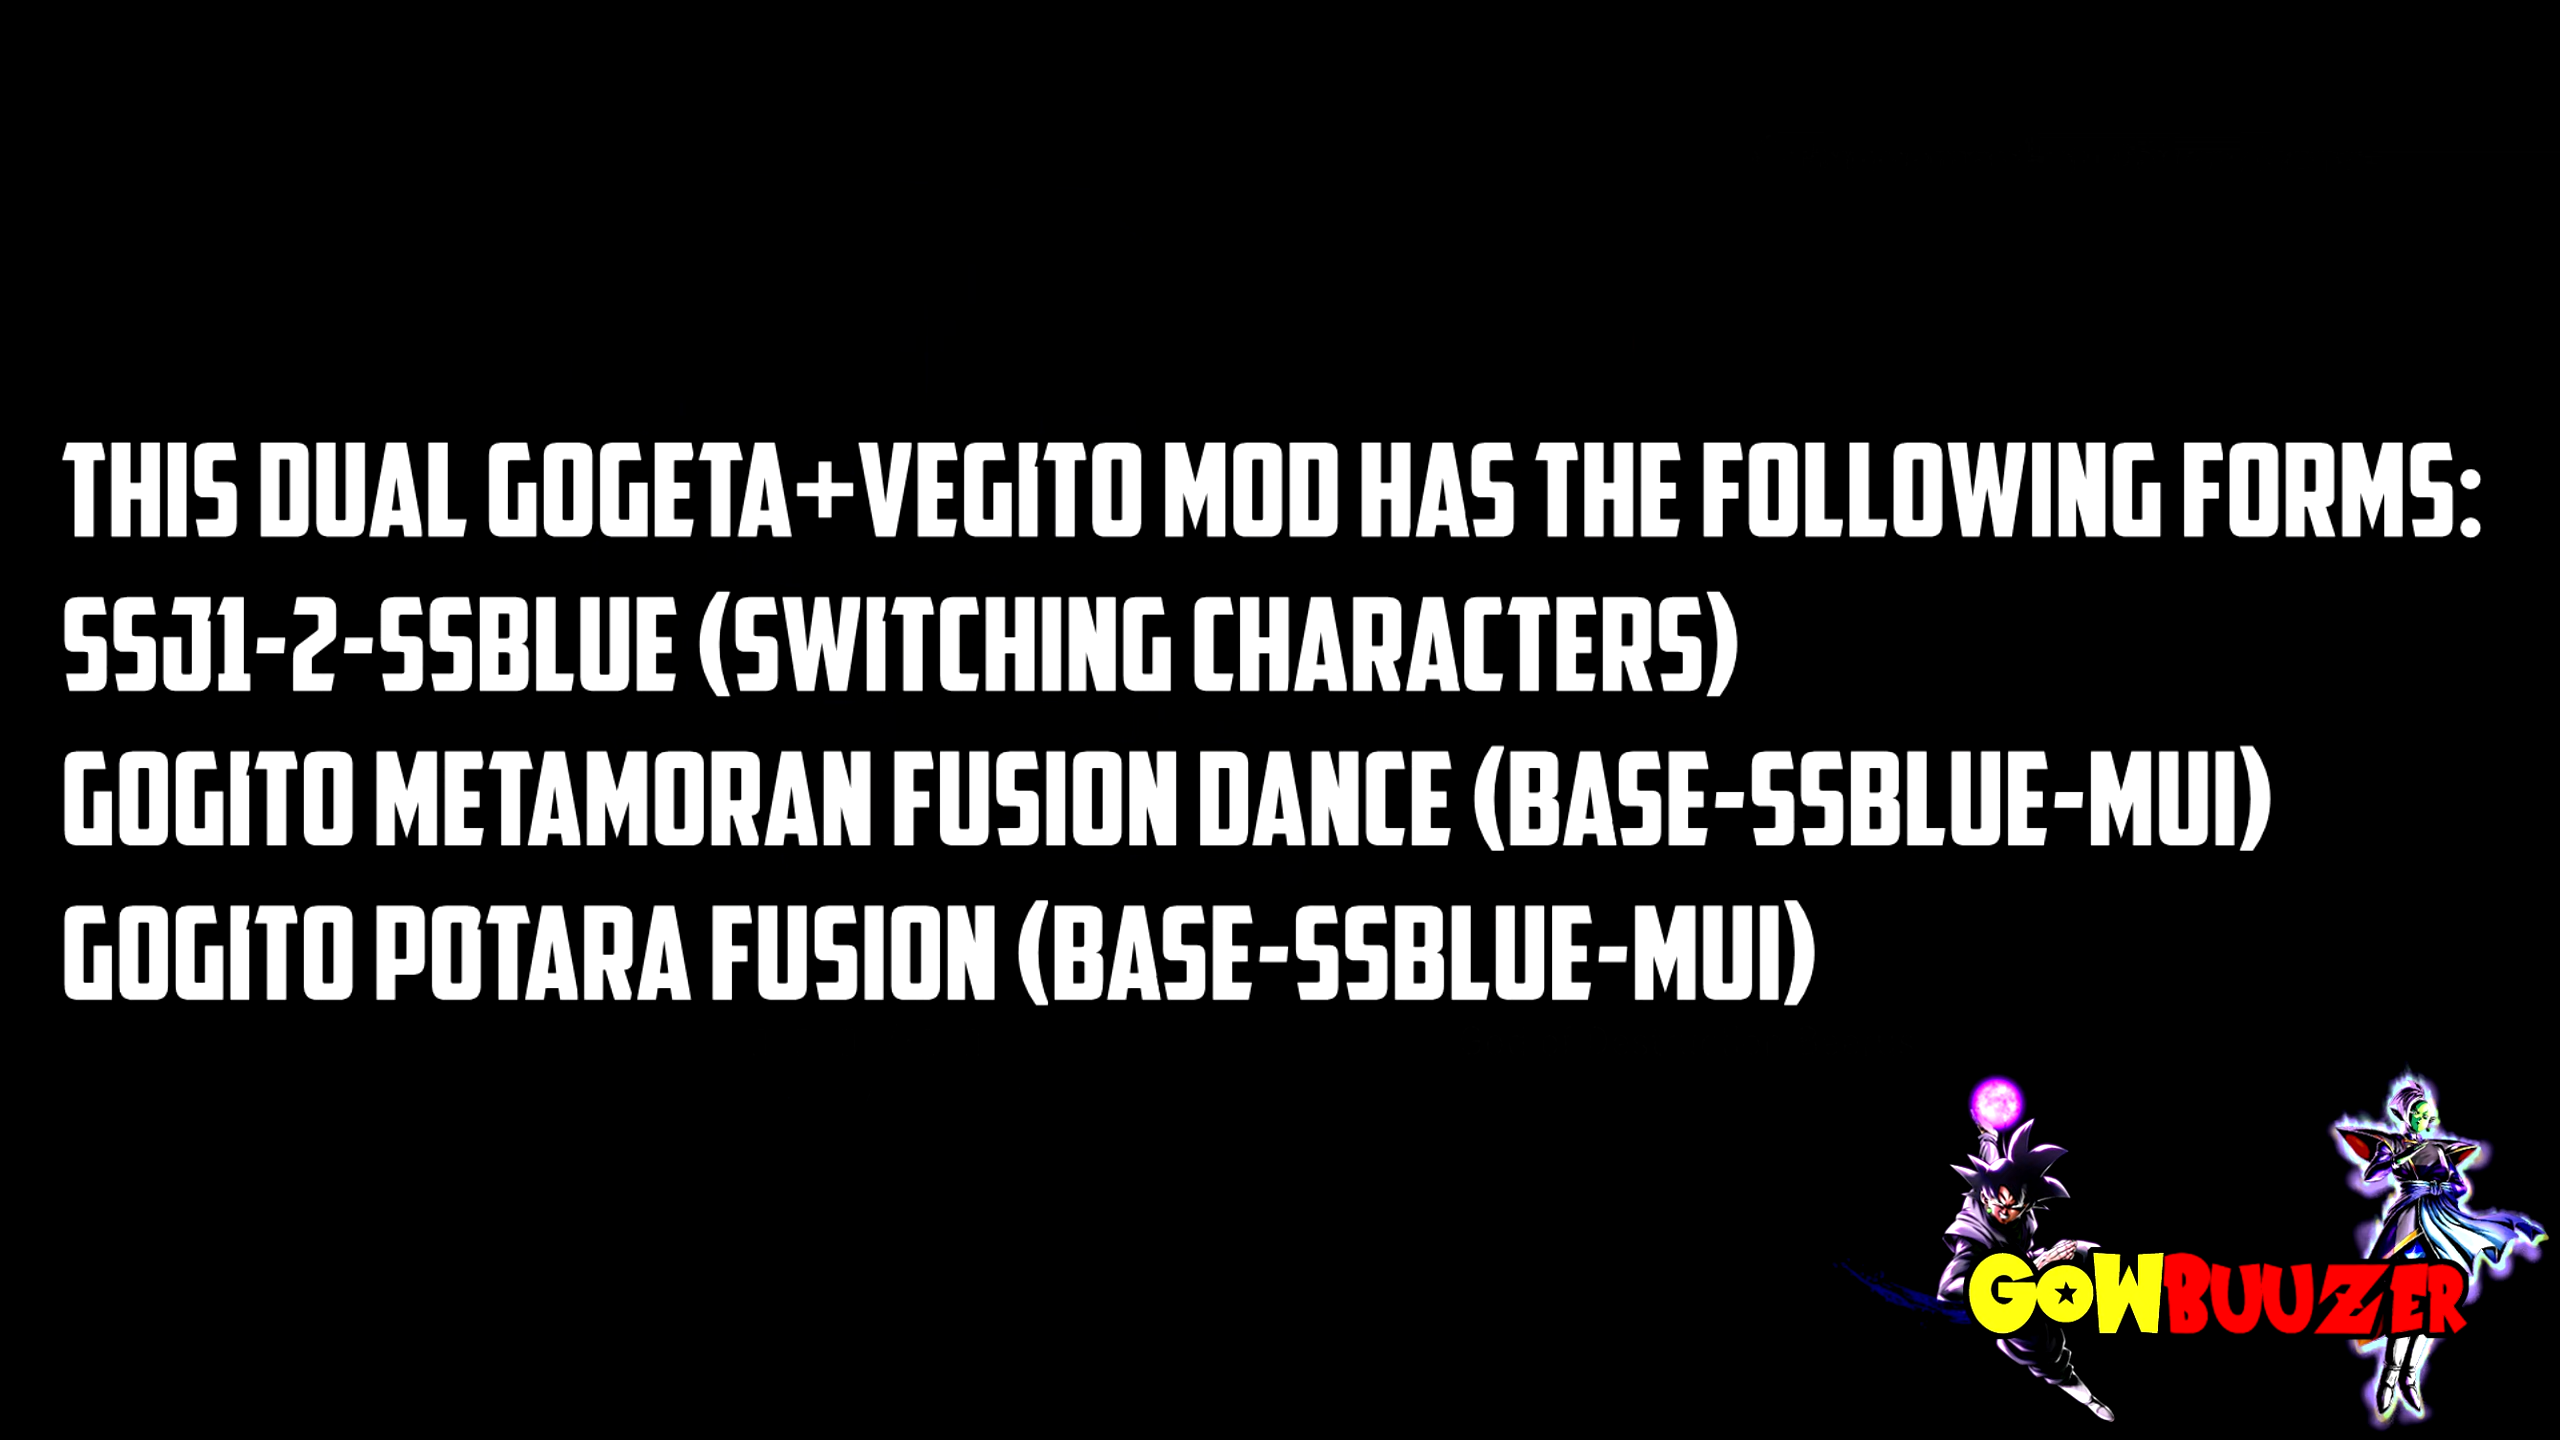 THIS DUAL GOGETA+VEGITO MOD HAS THE FOLLOWING FORMS:
SSJ1-2-SSBLUE (SWITCHING CHARACTERS)
GOGITO METAMORAN FUSION DANCE (BASE-SSBLUE-MUI)
GOGITO POTARA FUSION (BASE-SSBLUE-MUI)
GOWBUUZER